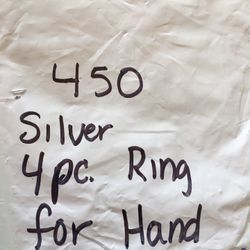 450
Silver
4pc. Ring
for Hand